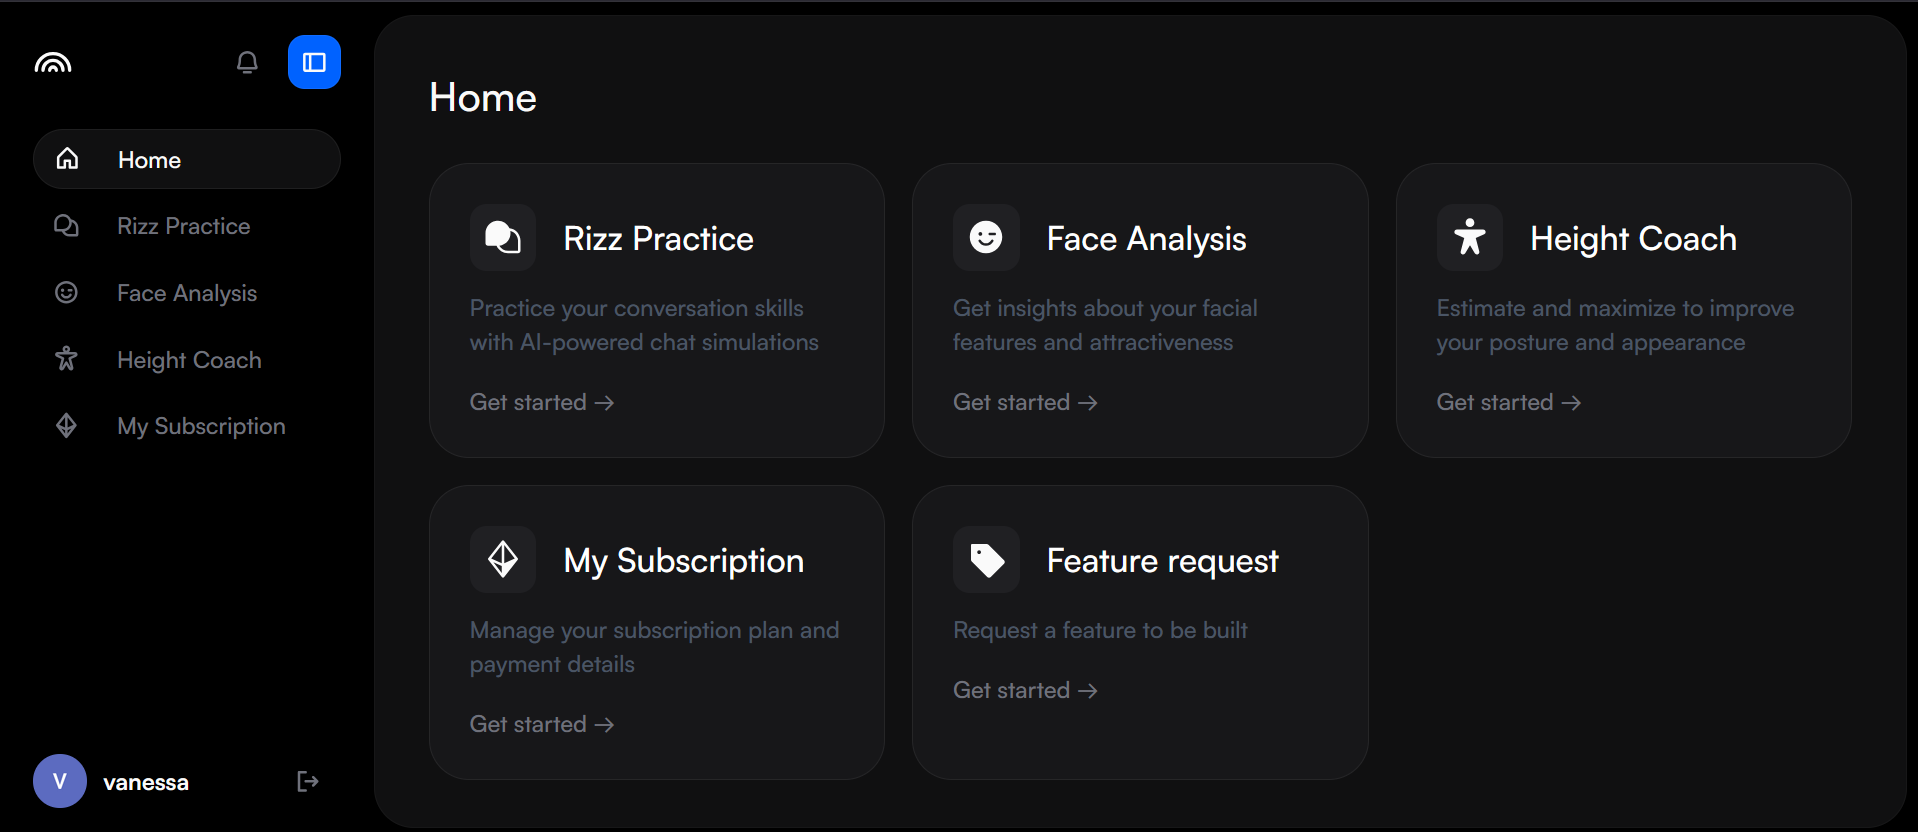 Home
Rizz Practice
Face Analysis
Height Coach
My Subscription
V
vanessa
Home
Rizz Practice
Practice your conversation skills
with AI-powered chat simulations
Get started →
Face Analysis
Get insights about your facial
features and attractiveness
Get started →
Height Coach
Estimate and maximize to improve
your posture and appearance
Get started →
My Subscription
Manage your subscription plan and
payment details
Get started →
Feature request
Request a feature to be built
Get started →